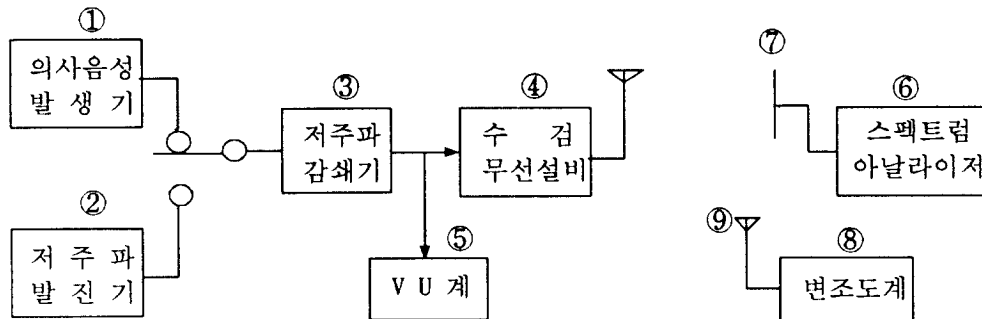 ①
의사음성
발 생 기
②
저 주 파
발 진 기
③
저주파
감쇄기
④
수 검
무선설비
⑤
V U 계
⑦
⑥
스펙트럼
아날라이저
⑨
⑧
변조도계